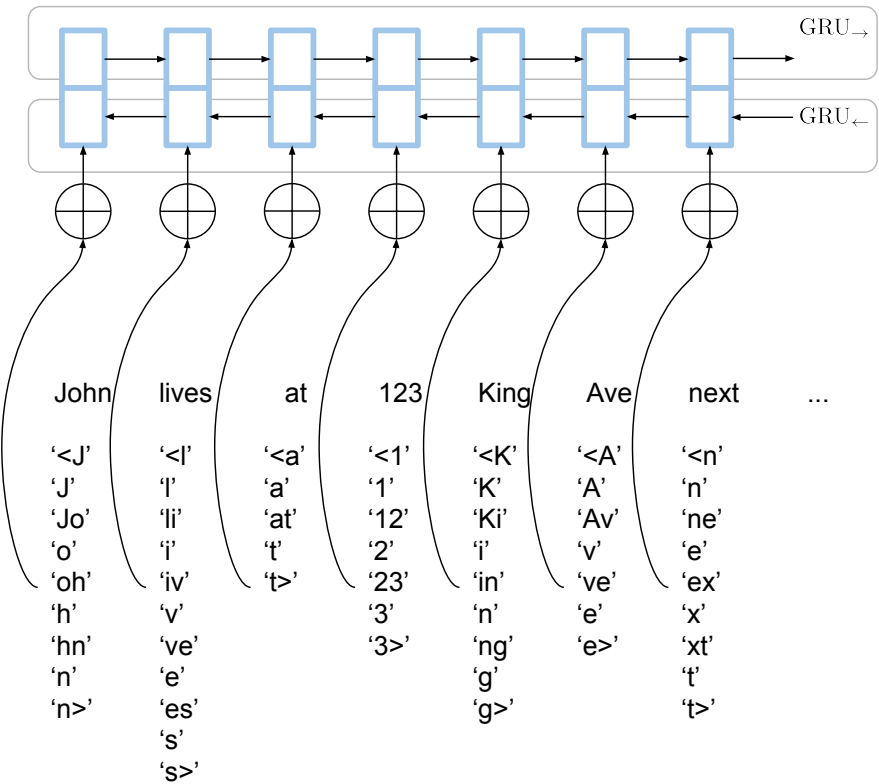 GRU→
GRU←
John lives at 123 King Ave next ...
‘<J’ ‘<l’ ‘<a’ ‘<1’ ‘<K’ ‘<A’ ‘<n’
‘J’ ‘l’ ‘a’ ‘1’ ‘K’ ‘A’ ‘n’
‘Jo’ ‘li’ ‘at’ ‘12’ ‘Ki’ ‘Av’ ‘ne’
‘o’ ‘i’ ‘t’ ‘2’ ‘i’ ‘v’ ‘e’
‘oh’ ‘iv’ ‘t>’ ‘23’ ‘in’ ‘ve’ ‘ex’
‘h’ ‘v’ ‘3’ ‘n’ ‘e’ ‘x’
‘hn’ ‘ve’ ‘3>’ ‘ng’ ‘e>’ ‘xt’
‘n’ ‘e’ ‘g’ ‘t’
‘n>’ ‘es’ ‘g>’ ‘t>’
‘s’
‘s>’